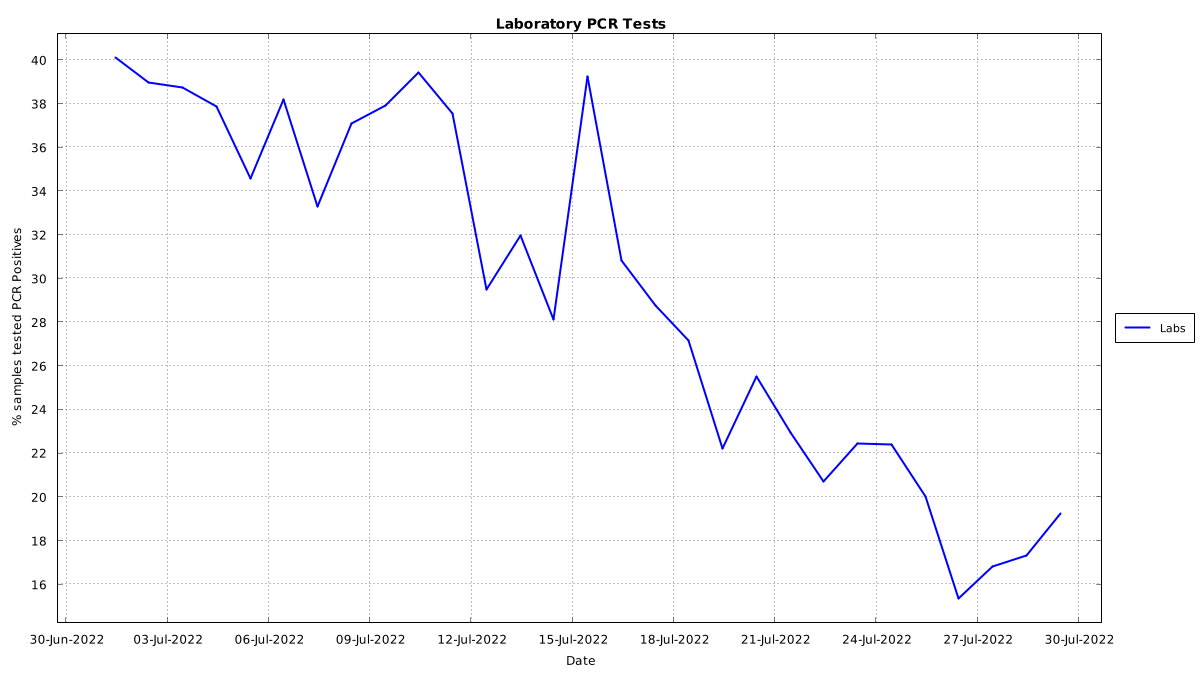 Laboratory PCR Tests
% samples tested PCR Positives
40
38
36
34
32
30
28
26
24
22
20
18
16
30-Jun-2022 03-Jul-2022 06-Jul-2022 09-Jul-2022 12-Jul-2022 15-Jul-2022 18-Jul-2022 21-Jul-2022 24-Jul-2022 27-Jul-2022 30-Jul-2022
Date
Labs